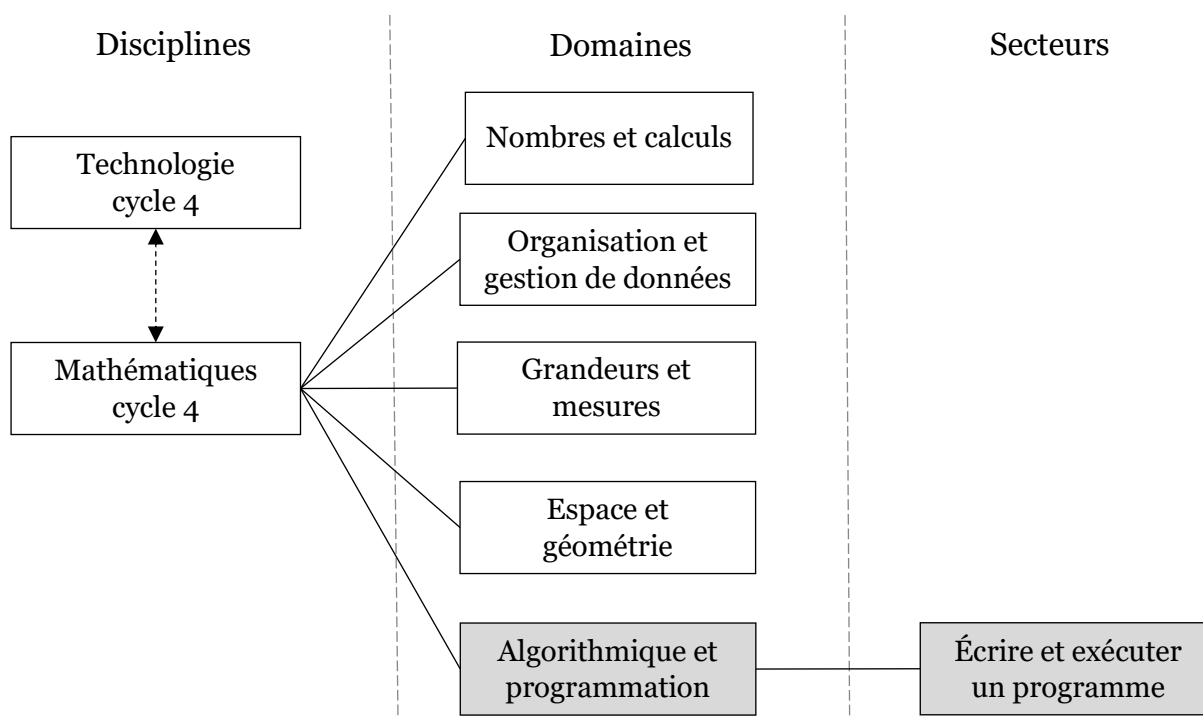 Disciplines
Domaines
Secteurs
Technologie
cycle 4
Mathématiques
cycle 4
Nombres et calculs
Organisation et
gestion de données
Grandeurs et
mesures
Espace et
géométrie
Algorithmique et
programmation
Écrire et exécuter
un programme